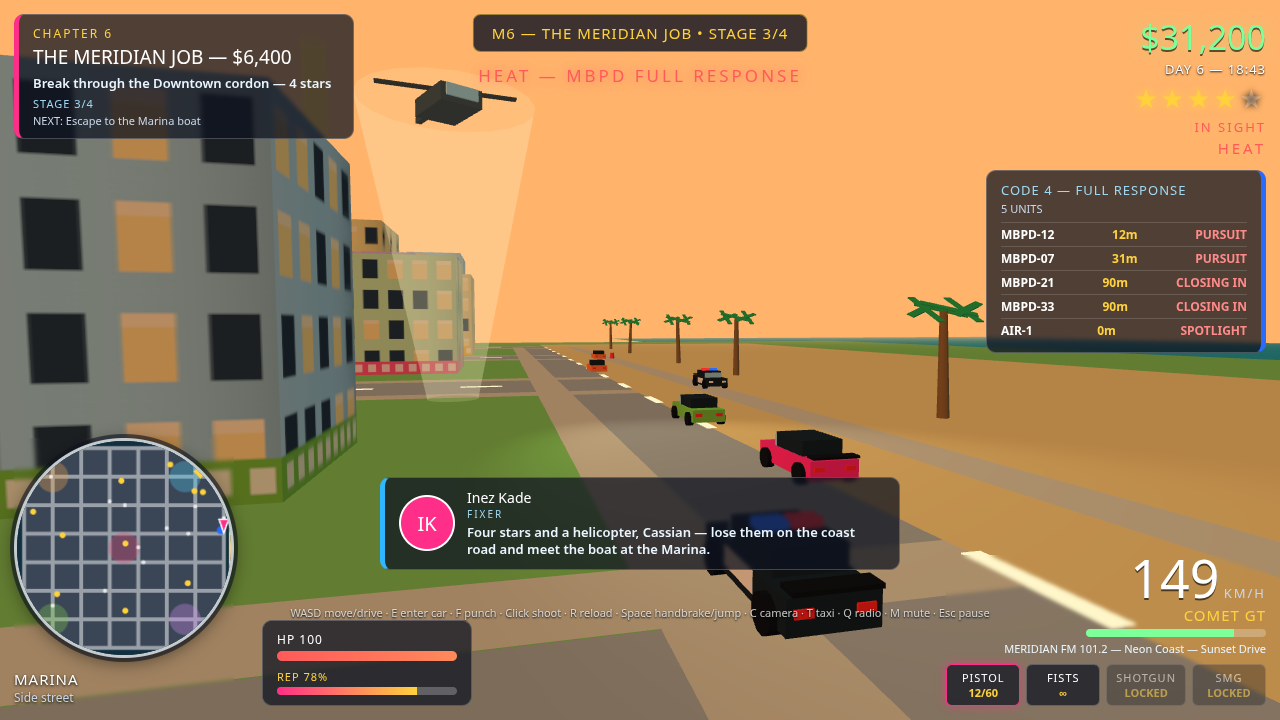 CHAPTER 6
THE MERIDIAN JOB — $6,400
Break through the Downtown cordon — 4 stars
STAGE 3/4
NEXT: Escape to the Marina boat
M6 — THE MERIDIAN JOB • STAGE 3/4
HEAT — MBPD FULL RESPONSE
$31,200
DAY 6 — 18:43
★★★★★
IN SIGHT
HEAT
CODE 4 — FULL RESPONSE
5 UNITS
MBPD-12 12m PURSUIT
MBPD-07 31m PURSUIT
MBPD-21 90m CLOSING IN
MBPD-33 90m CLOSING IN
AIR-1 0m SPOTLIGHT
IK
Inez Kade
FIXER
Four stars and a helicopter, Cassian — lose them on the coast
road and meet the boat at the Marina.
WASD move/drive · E enter car · F punch · Click shoot · R reload · Space handbrake/jump · C camera · T taxi · Q radio · M mute · Esc pause
HP 100
REP 78%
MARINA
Side street
149 KM/H
COMET GT
MERIDIAN FM 101.2 — Neon Coast — Sunset Drive
PISTOL
12/60
FISTS
∞
SHOTGUN
LOCKED
SMG
LOCKED